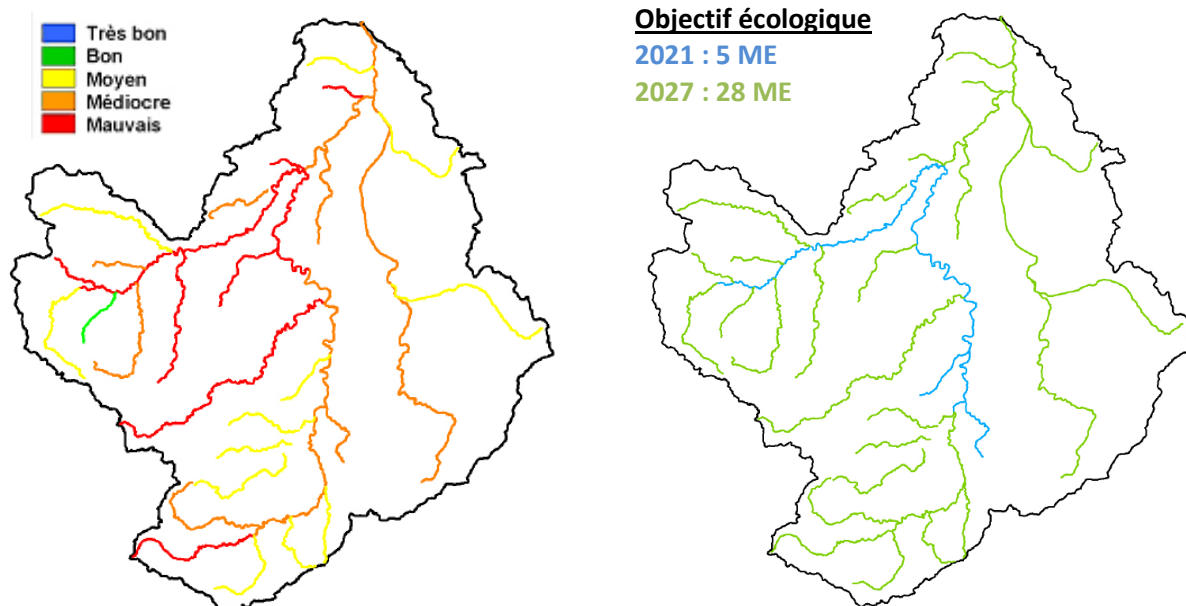 Très bon
Bon
Moyen
Médiocre
Mauvais
Objectif écologique
2021 : 5 ME
2027 : 28 ME